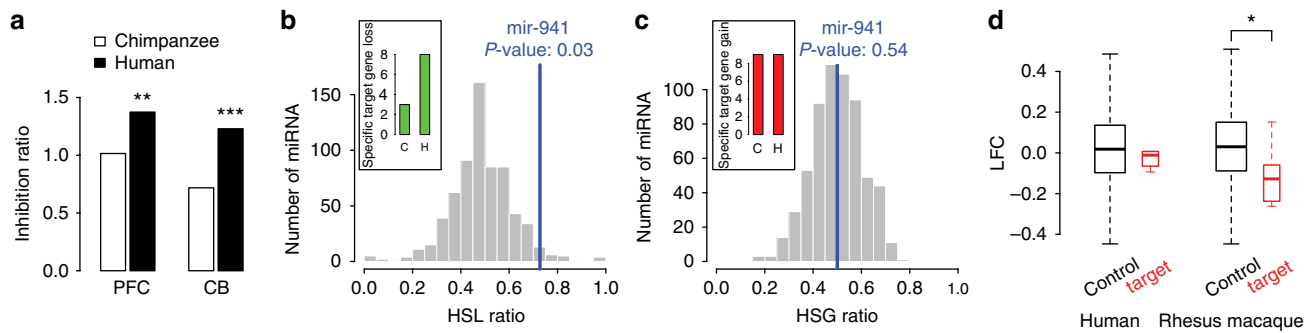 a
Chimpanzee
Human
Inhibition ratio
1.5
1.0
0.5
0.0
**
***
PFC
CB
b
mir-941
P-value: 0.03
Number of miRNA
150
100
50
0
Specific target gene loss
8
6
4
2
0
C H
0.0 0.2 0.4 0.6 0.8 1.0
HSL ratio
c
mir-941
P-value: 0.54
Number of miRNA
100
80
60
40
20
0
Specific target gene gain
8
6
4
2
0
C H
0.0 0.2 0.4 0.6 0.8 1.0
HSG ratio
d
*
LFC
0.4
0.2
0.0
–0.2
–0.4
Control
target
Control
target
Human
Rhesus macaque